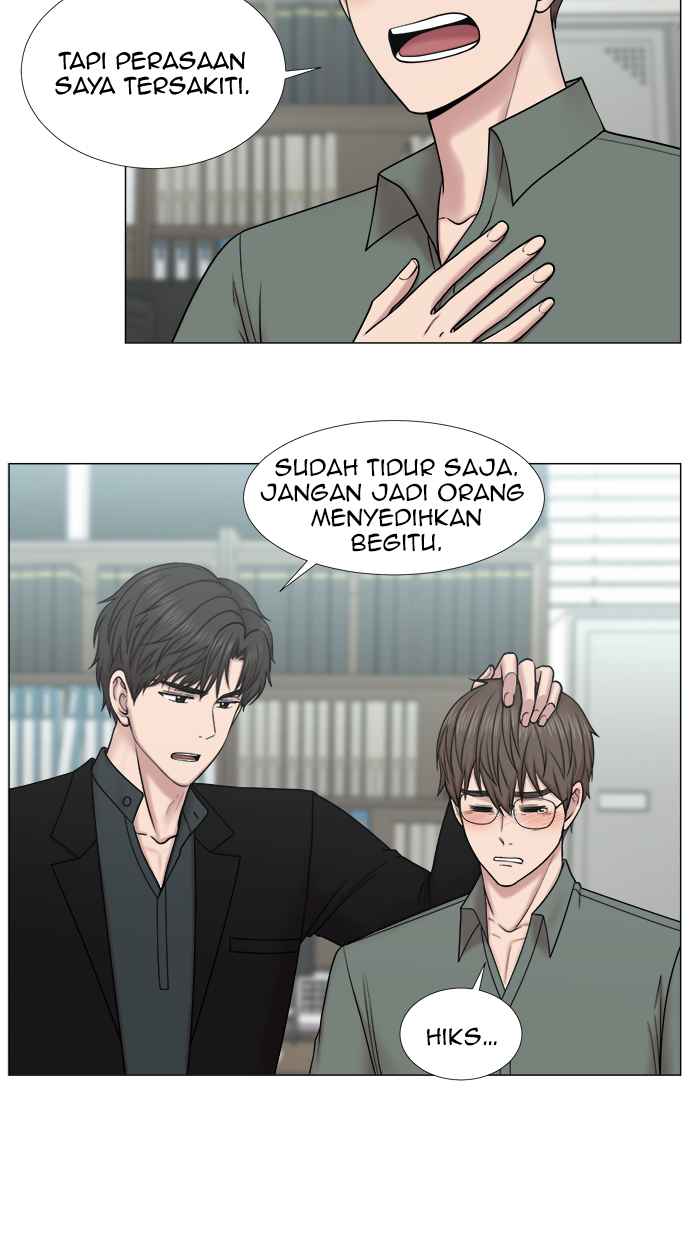 TAPI PERASAAN
SAYA TERSAKITI.
SUDAH TIDUR SAJA.
JANGAN JADI ORANG
MENYEDIHKAN
BEGITU.
HIKS...